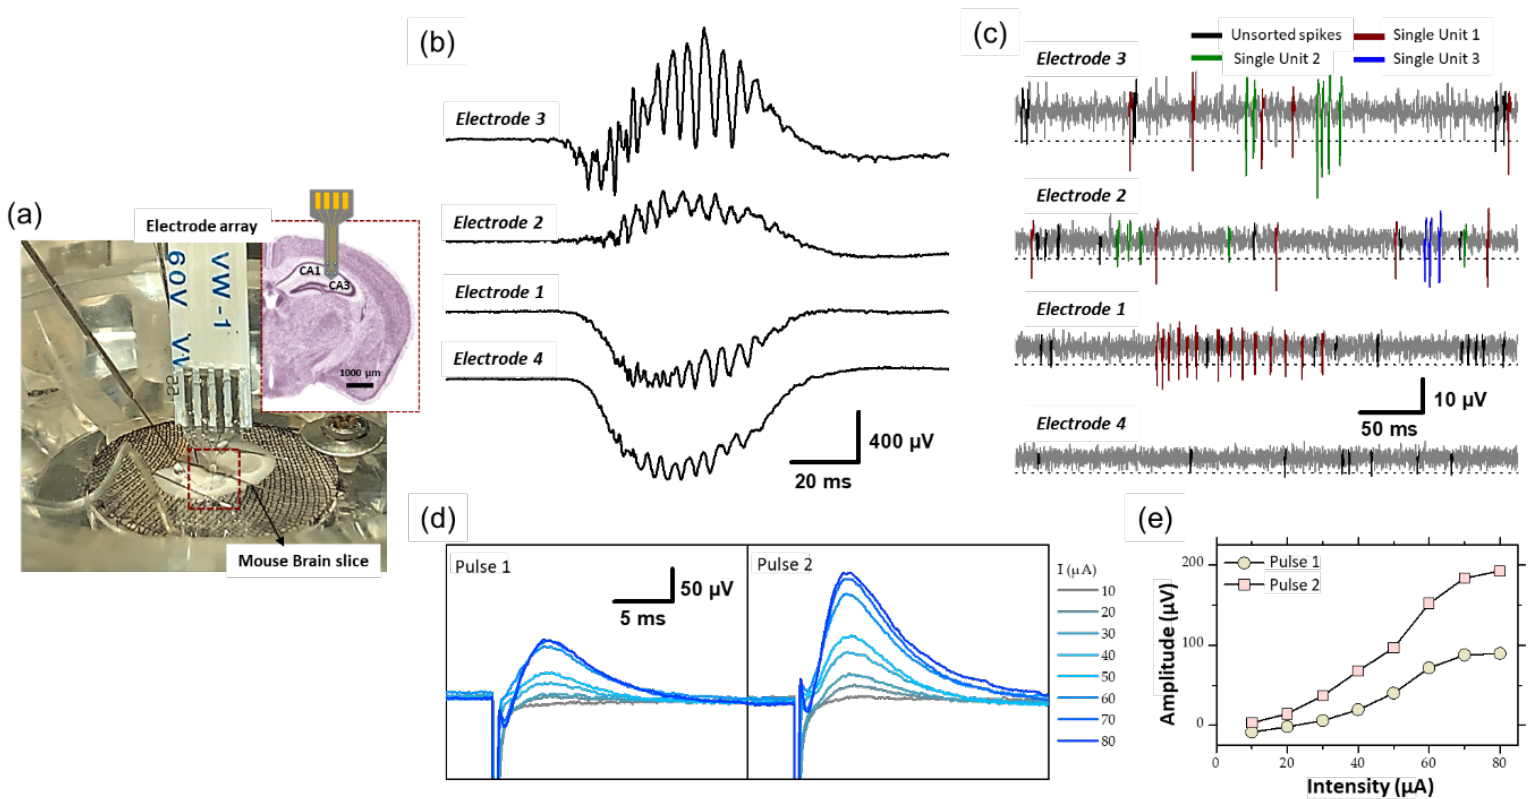 (a)
Electrode array
VW-1
60V VV
22
CA1
CA3
1000 µm
Mouse Brain slice
(b)
Electrode 3
Electrode 2
Electrode 1
Electrode 4
400 µV
20 ms
(c)
Unsorted spikes
Single Unit 1
Single Unit 2
Single Unit 3
Electrode 3
Electrode 2
Electrode 1
10 µV
50 ms
Electrode 4
(d)
Pulse 1
50 µV
5 ms
Pulse 2
I (µA)
10
20
30
40
50
60
70
80
(e)
Pulse 1
Pulse 2
Amplitude (µV)
200
100
0
0
20
40
60
80
Intensity (µA)